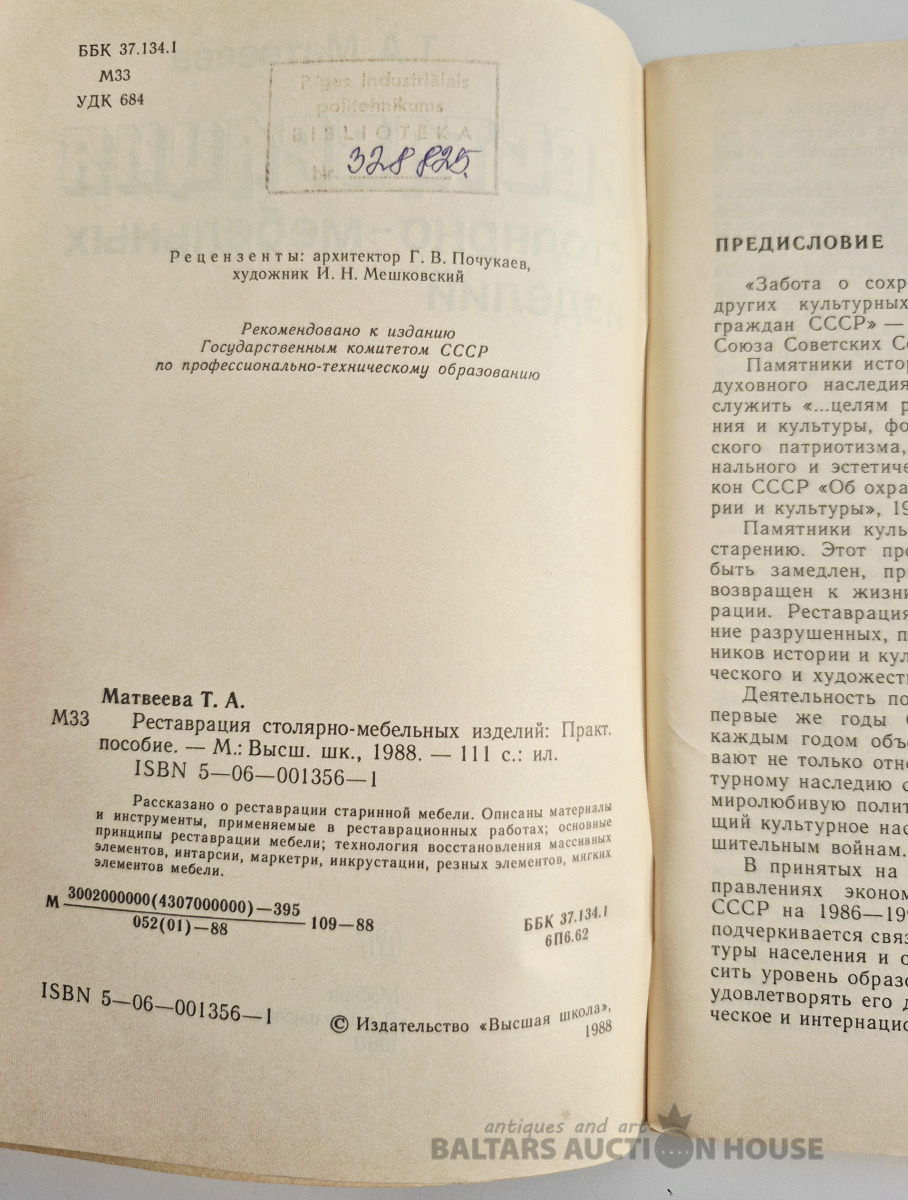 ББК 37.134.1
М33
УДК 684
Rīgas Industriālais
politehnikums
BIBLIOTEKA
Nr. 328825.
Рецензенты: архитектор Г. В. Почукаев,
художник И. Н. Мешковский
Рекомендовано к изданию
Государственным комитетом СССР
по профессионально-техническому образованию
Матвеева Т. А.
М33 Реставрация столярно-мебельных изделий: Практ.
пособие. — М.: Высш. шк., 1988. — 111 с.: ил.
ISBN 5—06—001356—1
Рассказано о реставрации старинной мебели. Описаны материалы
и инструменты, применяемые в реставрационных работах; основные
принципы реставрации мебели; технология восстановления массивных
элементов, интарсии, маркетри, инкрустации, резных элементов, мягких
элементов мебели.
М 3002000000(4307000000)—395
052(01)—88
109—88
ББК 37.134.1
6П6.62
ISBN 5—06—001356—1
© Издательство «Высшая школа»,
1988
ПРЕДИСЛОВИЕ
«Забота о сохр
других культурных
граждан СССР» —
Союза Советских Со
Памятники истор
духовного наследия
служить «...целям р
ния и культуры, фо
ского патриотизма,
нального и эстетиче
кон СССР «Об охра
рии и культуры», 19
Памятники куль
старению. Этот про
быть замедлен, пр
возвращен к жизни
рации. Реставрация
ние разрушенных, п
ников истории и кул
ческого и художеств
Деятельность по
первые же годы С
каждым годом объе
вают не только отно
турному наследию с
миролюбивую полит
щий культурное нас
шительным войнам.
В принятых на
правлениях эконом
СССР на 1986—199
подчеркивается связ
туры населения и о
сить уровень образо
удовлетворять его д
ческое и интернацио
antiques and art
BALTARS AUCTION HOUSE